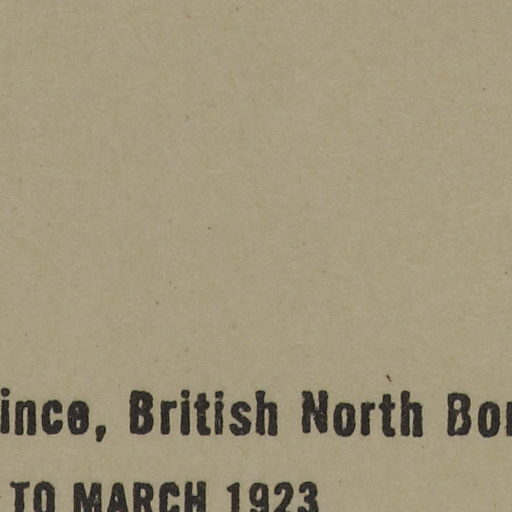 ince, British North Bor
TO MARCH 1923